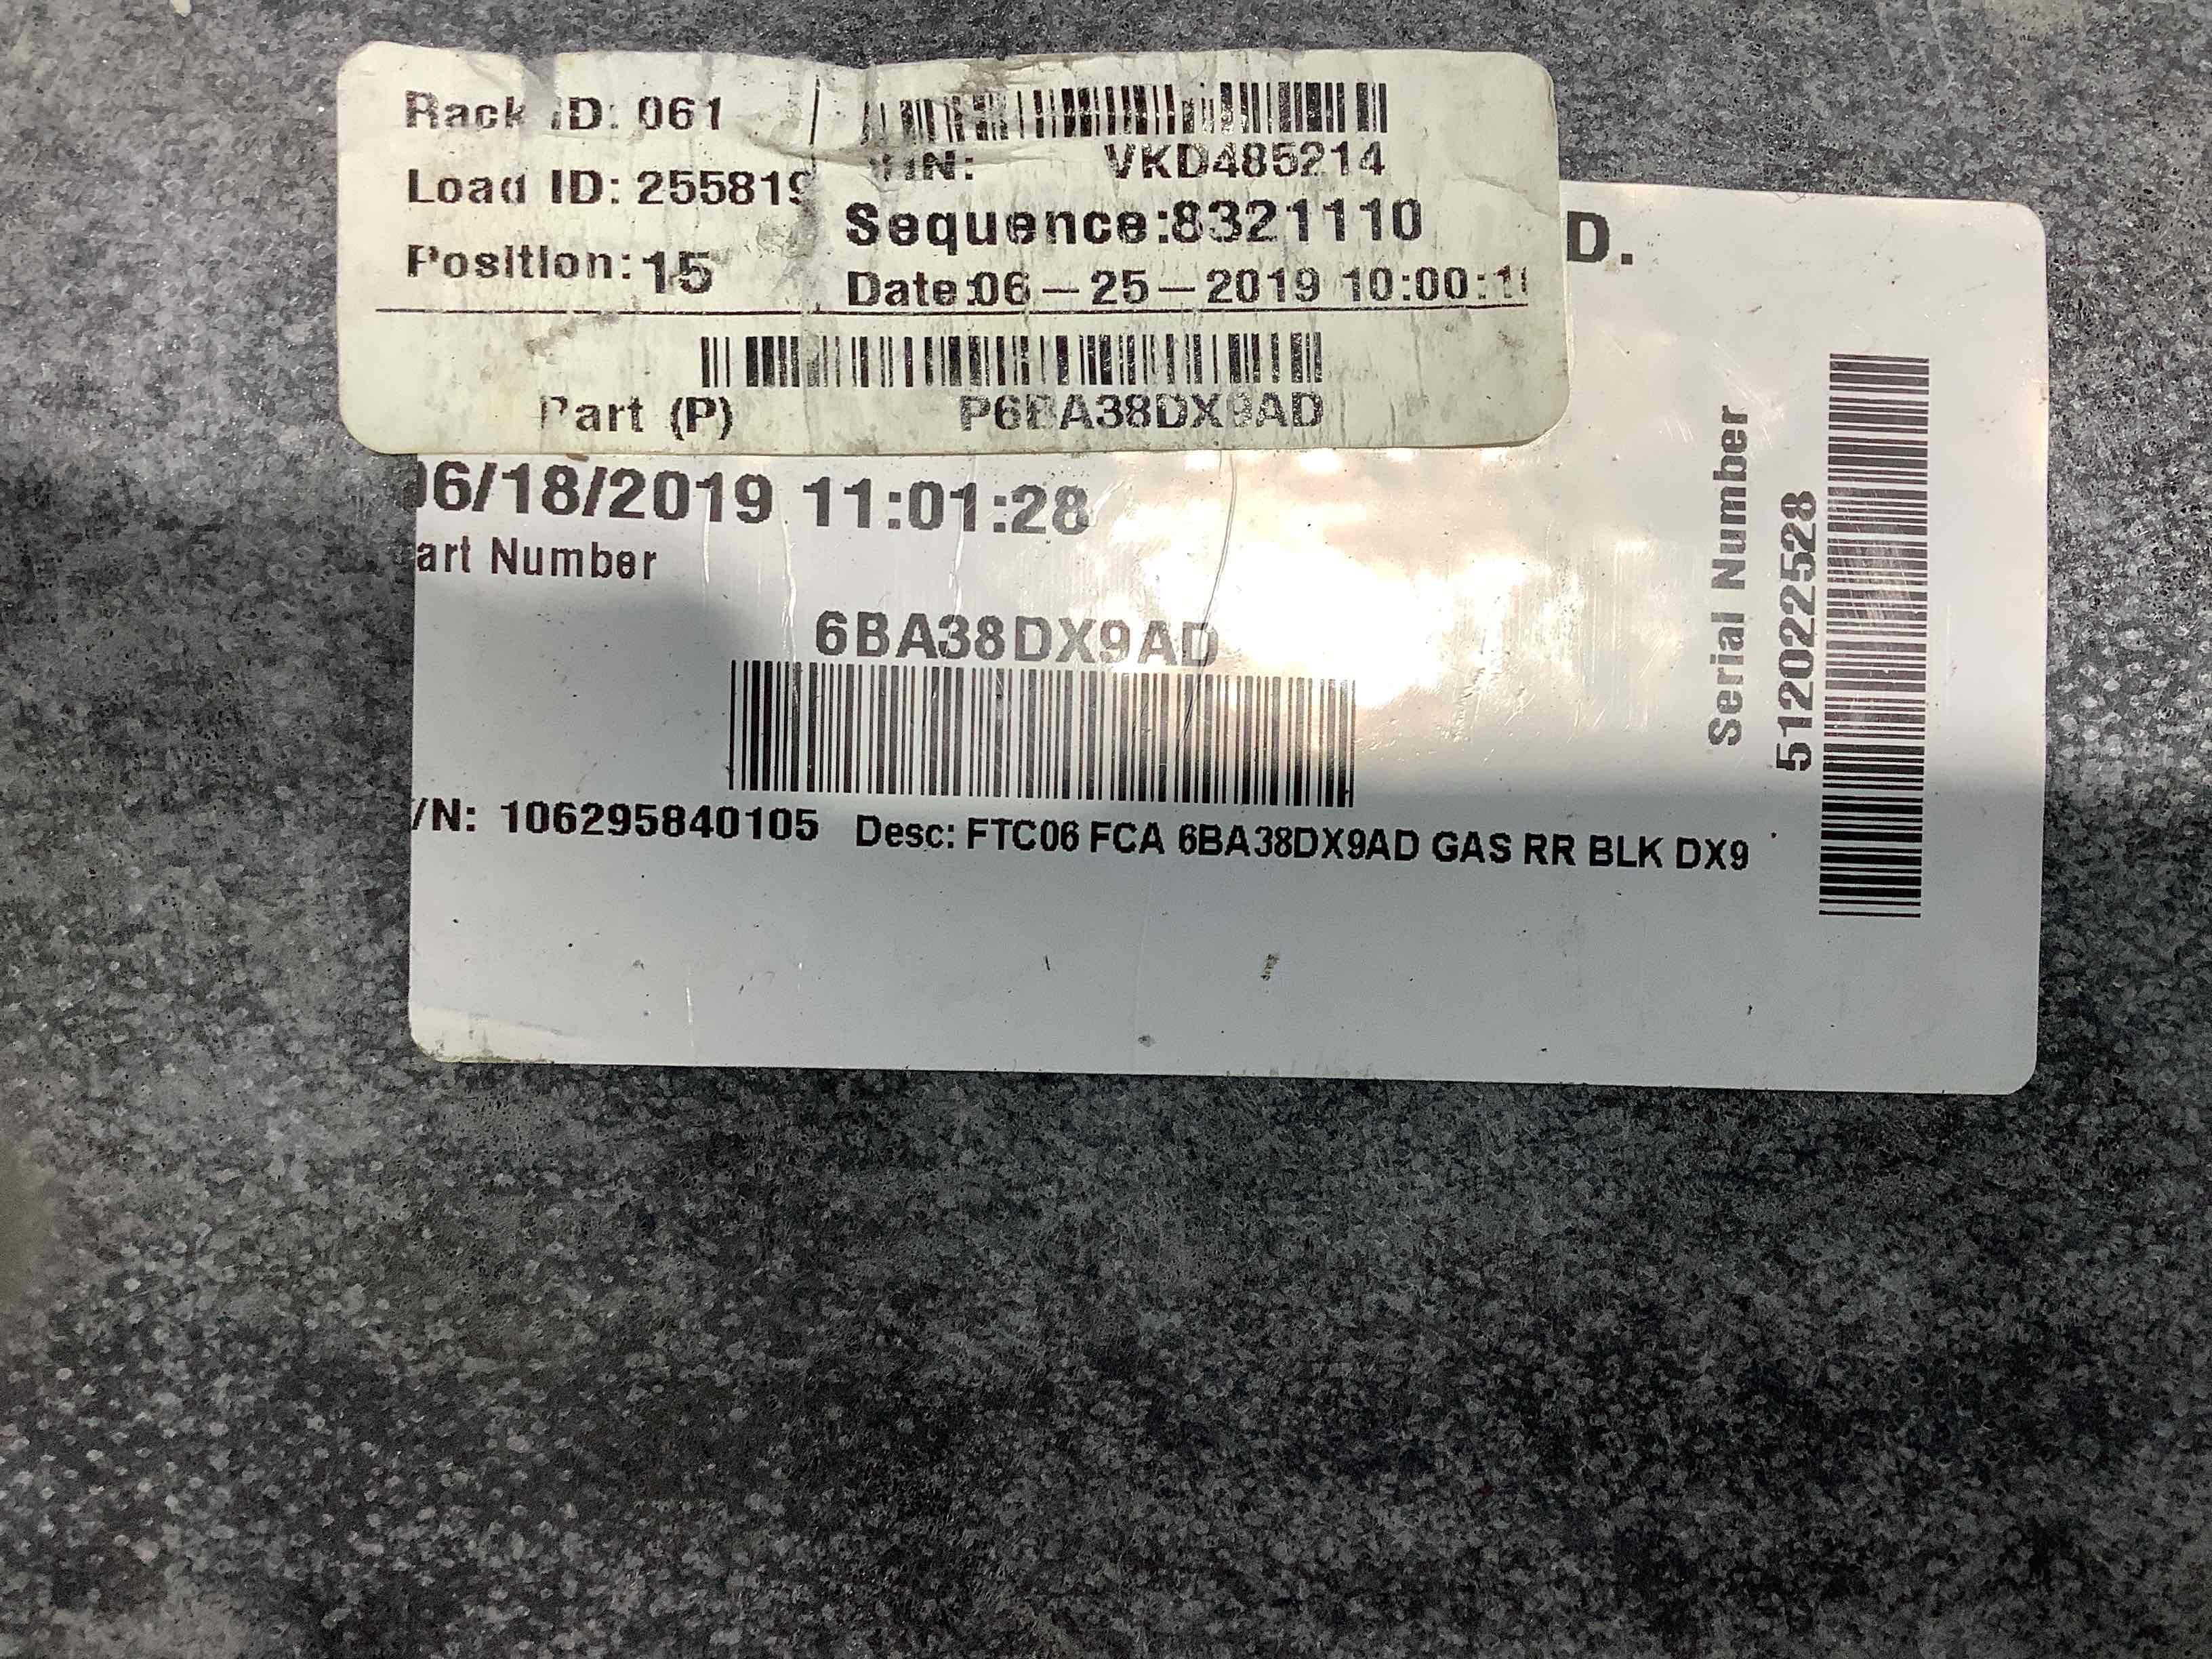 Rack ID: 061
Load ID: 255819
Position: 15
VIN: VKD485214
Sequence:8321110
Date:06-25-2019 10:00:1
Part (P) P6BA38DX9AD
D.
06/18/2019 11:01:28
art Number
6BA38DX9AD
/N: 106295840105 Desc: FTC06 FCA 6BA38DX9AD GAS RR BLK DX9
Serial Number
5120222528